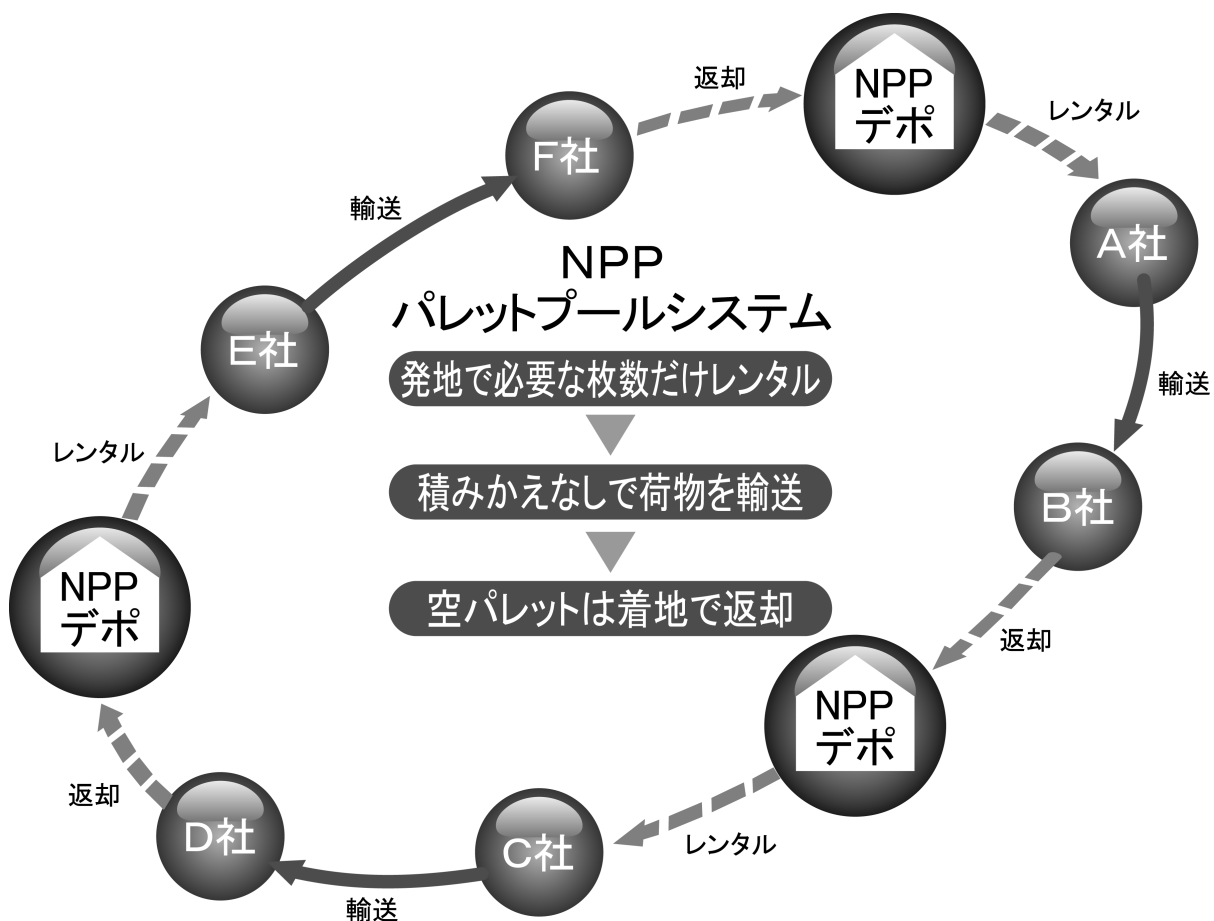 NPP
パレットプールシステム
発地で必要な枚数だけレンタル
積みかえなしで荷物を輸送
空パレットは着地で返却
NPP
デポ
レンタル
A社
輸送
B社
返却
NPP
デポ
レンタル
C社
輸送
D社
返却
NPP
デポ
レンタル
E社
輸送
F社
返却